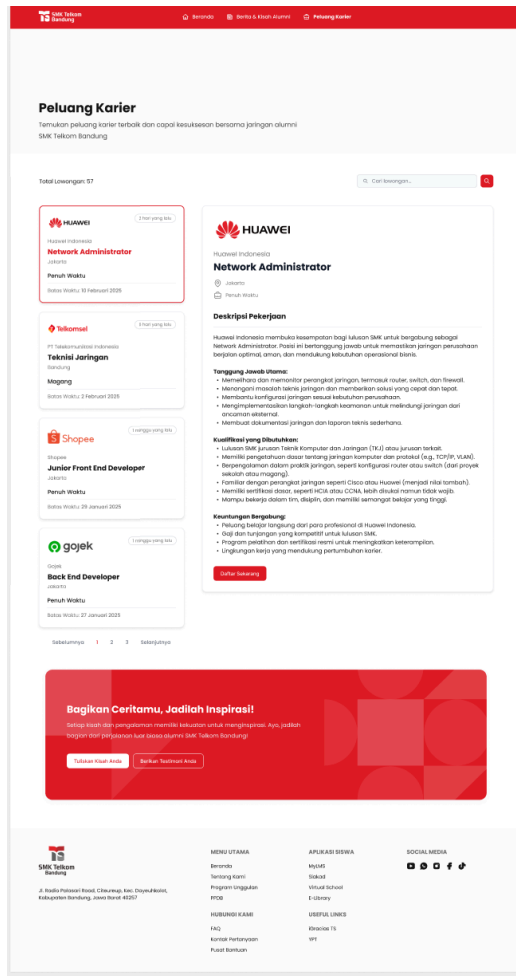 SMK Telkom
Bandung
Beranda
Berita & Kisah Alumni
Peluang Karier
Peluang Karier
Temukan peluang karier terbaik dan capai kesuksesan bersama jaringan alumni
SMK Telkom Bandung
Total Lowongan: 57
Cari lowongan...
HUAWEI
2 hari yang lalu
Huawei Indonesia
Network Administrator
Jakarta
Penuh Waktu
Batas Waktu: 10 Februari 2025
Telkomsel
PT Telekomunikasi Indonesia
Teknisi Jaringan
Bandung
Magang
Batas Waktu: 2 Februari 2025
Shopee
1 minggu yang lalu
Shopee
Junior Front End Developer
Jakarta
Penuh Waktu
Batas Waktu: 29 Januari 2025
gojek
1 minggu yang lalu
Gojek
Back End Developer
Jakarta
Penuh Waktu
Batas Waktu: 27 Januari 2025
Sebelumnya 1 2 3 Selanjutnya
HUAWEI
Huawei Indonesia
Network Administrator
Jakarta
Penuh Waktu
Deskripsi Pekerjaan
Huawei Indonesia membuka kesempatan bagi lulusan SMK untuk bergabung sebagai
Network Administrator. Posisi ini bertanggung jawab untuk memastikan jaringan perusahaan
berjalan optimal, aman, dan mendukung kebutuhan operasional bisnis.
Tanggung Jawab Utama:
• Memelihara dan memonitor perangkat jaringan, termasuk router, switch, dan firewall.
• Menangani masalah teknis jaringan dan memberikan solusi yang cepat dan tepat.
• Membantu konfigurasi jaringan sesuai kebutuhan perusahaan.
• Mengimplementasikan langkah-langkah keamanan untuk melindungi jaringan dari
ancaman eksternal.
• Membuat dokumentasi jaringan dan laporan teknis sederhana.
Kualifikasi yang Dibutuhkan:
• Lulusan SMK jurusan Teknik Komputer dan Jaringan (TKJ) atau jurusan terkait.
• Memiliki pengetahuan dasar tentang jaringan komputer dan protokol (e.g., TCP/IP, VLAN).
• Berpengalaman dalam praktik jaringan, seperti konfigurasi router atau switch (dari proyek
sekolah atau magang).
• Familiar dengan perangkat jaringan seperti Cisco atau Huawei (menjadi nilai tambah).
• Memiliki sertifikasi dasar, seperti HCIA atau CCNA, lebih disukai namun tidak wajib.
• Mampu bekerja dalam tim, disiplin, dan memiliki semangat belajar yang tinggi.
Keuntungan Bergabung:
• Peluang belajar langsung dari para profesional di Huawei Indonesia.
• Gaji dan tunjangan yang kompetitif untuk lulusan SMK.
• Program pelatihan dan sertifikasi resmi untuk meningkatkan keterampilan.
• Lingkungan kerja yang mendukung pertumbuhan karier.
Daftar Sekarang
Bagikan Ceritamu, Jadilah Inspirasi!
Setiap kisah dan pengalaman memiliki kekuatan untuk menginspirasi. Ayo, jadilah
bagian dari perjalanan luar biasa alumni SMK Telkom Bandung!
Tuliskan Kisah Anda
Berikan Testimoni Anda
SMK Telkom
Bandung
Jl. Radio Palasari Road, Citeureup, Kec. Dayeuhkolot,
Kabupaten Bandung, Jawa Barat 40257
MENU UTAMA
Beranda
Tentang Kami
Program Unggulan
PPDB
HUBUNGI KAMI
FAQ
Kontak Pertanyaan
Pusat Bantuan
APLIKASI SISWA
MyLMS
Siakad
Virtual School
E-Library
USEFUL LINKS
iGracias TS
YPT
SOCIAL MEDIA